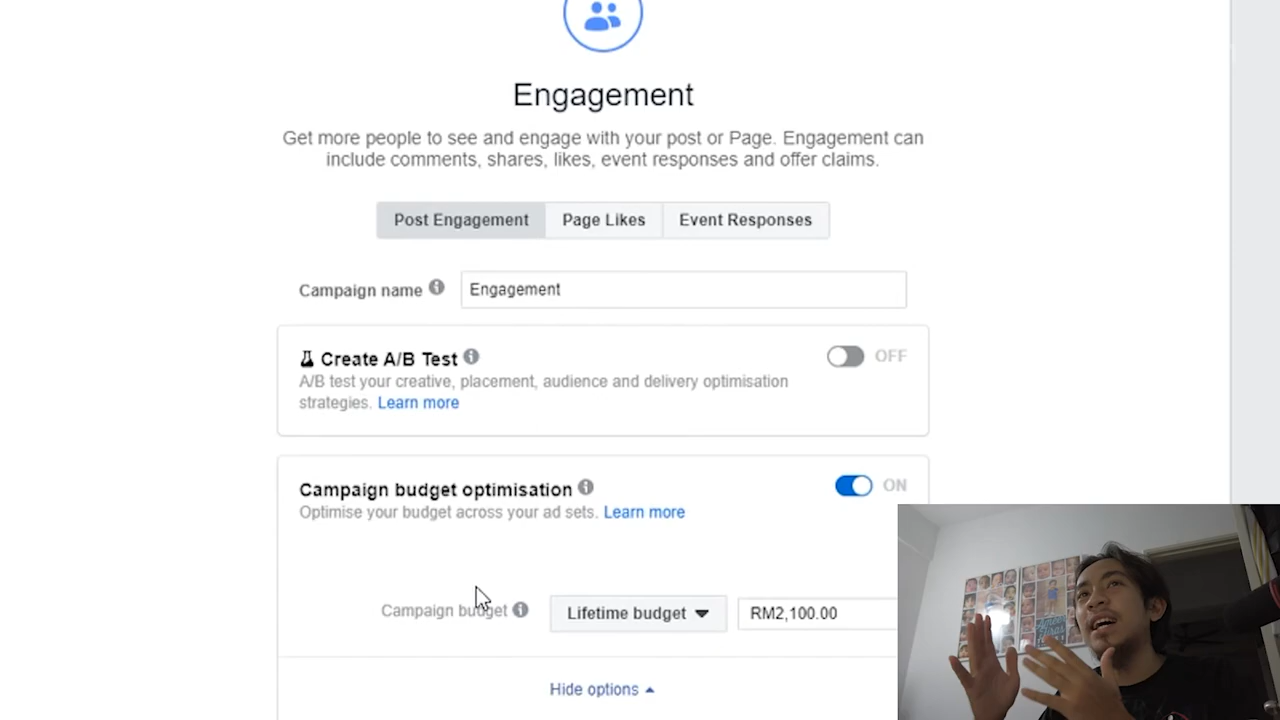 Engagement
Get more people to see and engage with your post or Page. Engagement can
include comments, shares, likes, event responses and offer claims.
Post Engagement
Page Likes
Event Responses
Campaign name
Engagement
Create A/B Test
OFF
A/B test your creative, placement, audience and delivery optimisation
strategies. Learn more
Campaign budget optimisation
ON
Optimise your budget across your ad sets. Learn more
Campaign budget
Lifetime budget
RM2,100.00
Hide options